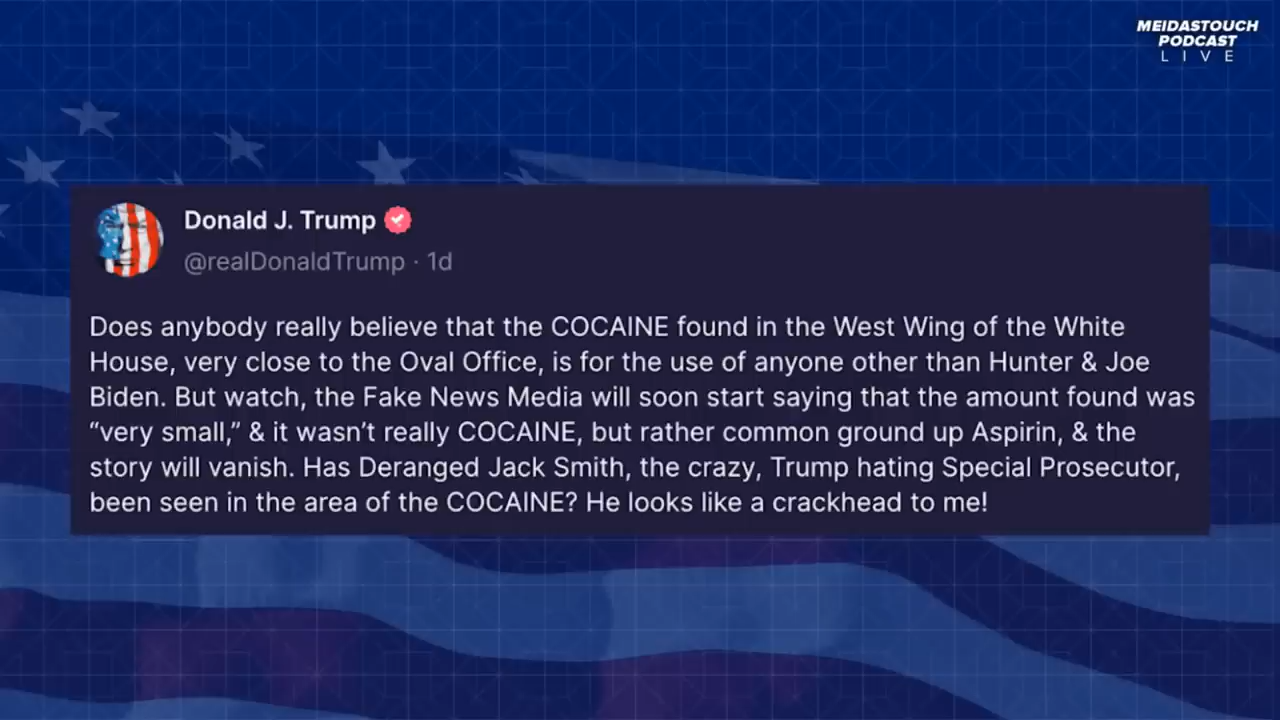 MEIDASTOUCH
PODCAST
LIVE
Donald J. Trump
@realDonaldTrump · 1d
Does anybody really believe that the COCAINE found in the West Wing of the White
House, very close to the Oval Office, is for the use of anyone other than Hunter & Joe
Biden. But watch, the Fake News Media will soon start saying that the amount found was
“very small,” & it wasn’t really COCAINE, but rather common ground up Aspirin, & the
story will vanish. Has Deranged Jack Smith, the crazy, Trump hating Special Prosecutor,
been seen in the area of the COCAINE? He looks like a crackhead to me!